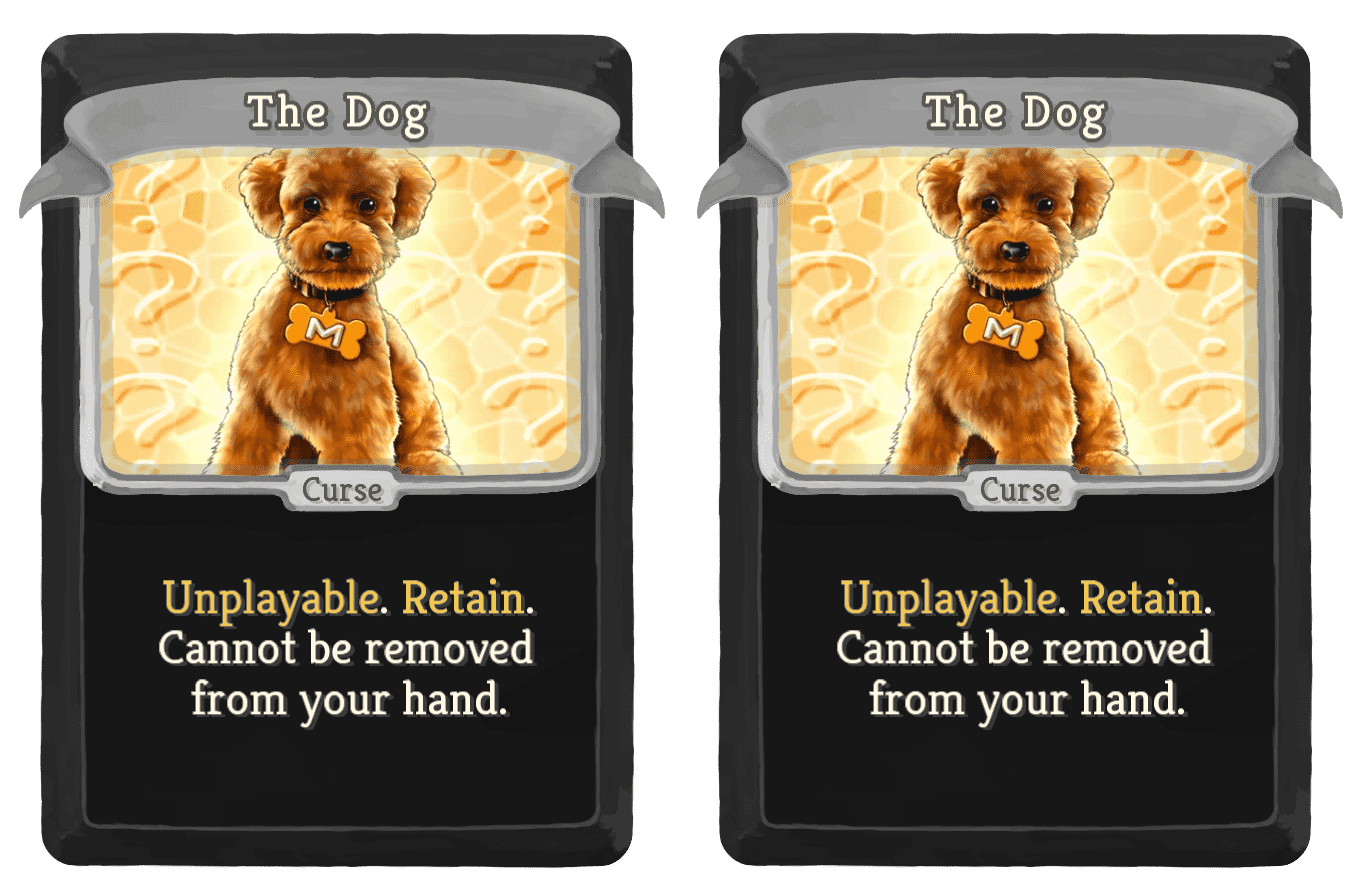 The Dog
M
Curse
Unplayable. Retain.
Cannot be removed
from your hand.
The Dog
M
Curse
Unplayable. Retain.
Cannot be removed
from your hand.